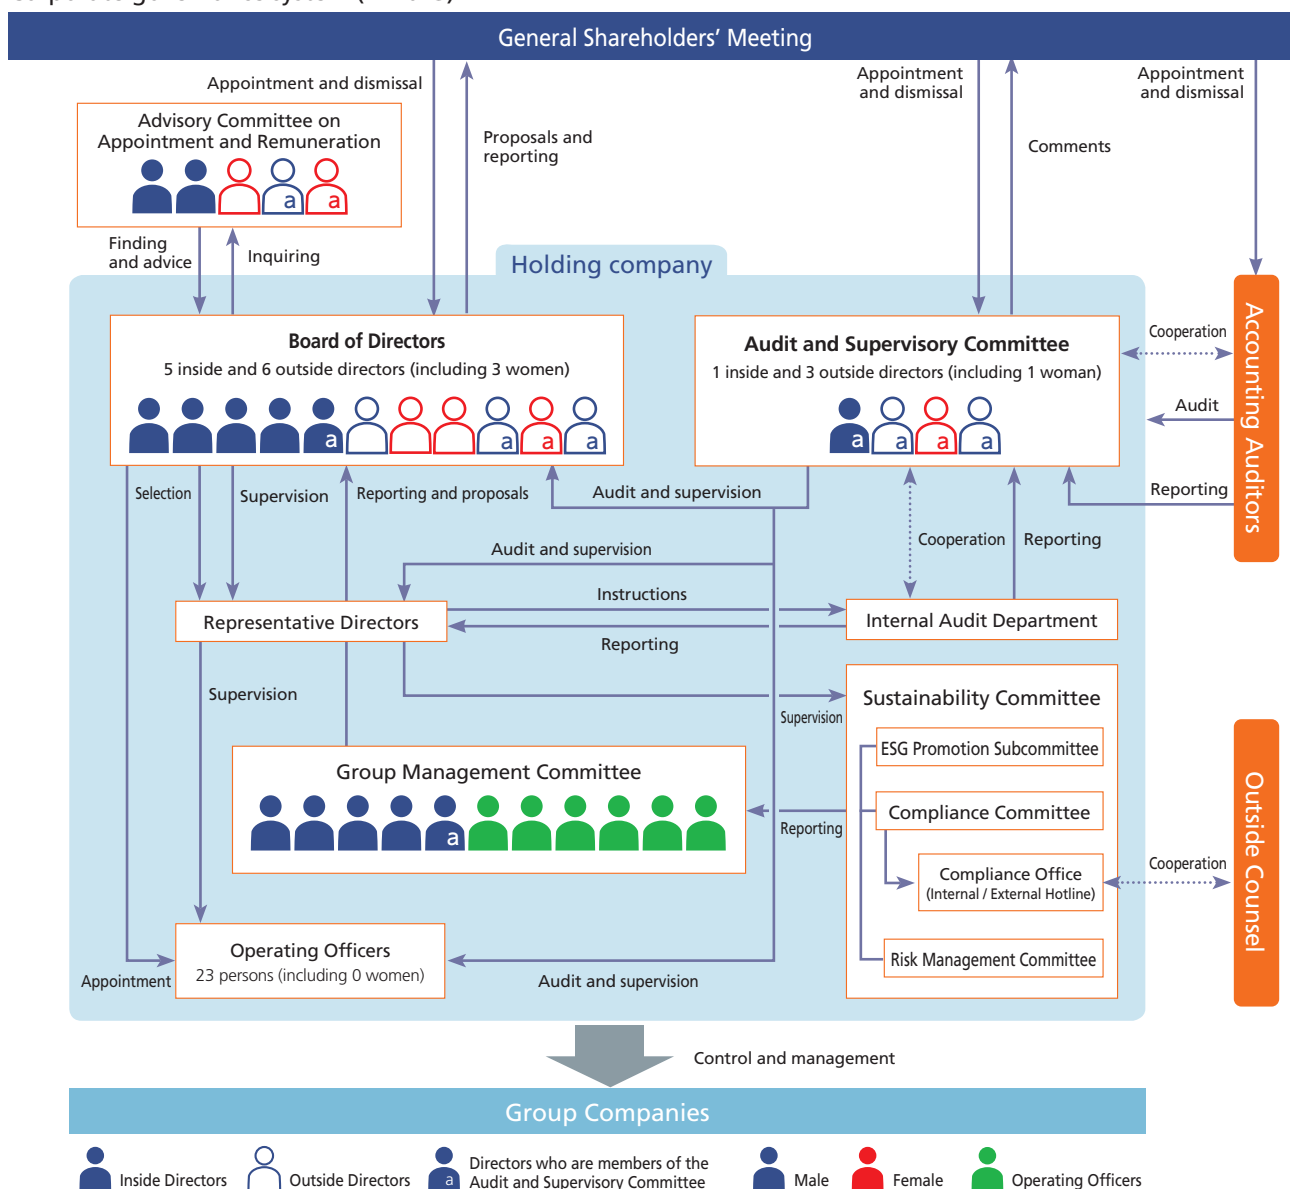 General Shareholders’ Meeting
Appointment and dismissal
Appointment
and dismissal
Appointment
and dismissal
Advisory Committee on
Appointment and Remuneration
a
a
Proposals and
reporting
Comments
Finding
and advice
Inquiring
Holding company
Board of Directors
5 inside and 6 outside directors (including 3 women)
a
a
a
a
Audit and Supervisory Committee
1 inside and 3 outside directors (including 1 woman)
a
a
a
a
Cooperation
Audit
Reporting
Accounting Auditors
Selection
Supervision
Reporting and proposals
Audit and supervision
Audit and supervision
Cooperation
Reporting
Instructions
Representative Directors
Internal Audit Department
Reporting
Supervision
Supervision
Sustainability Committee
ESG Promotion Subcommittee
Compliance Committee
Compliance Office
(Internal / External Hotline)
Risk Management Committee
Group Management Committee
a
Reporting
Cooperation
Outside Counsel
Operating Officers
23 persons (including 0 women)
Appointment
Audit and supervision
Control and management
Group Companies
Inside Directors
Outside Directors
a
Directors who are members of the
Audit and Supervisory Committee
Male
Female
Operating Officers